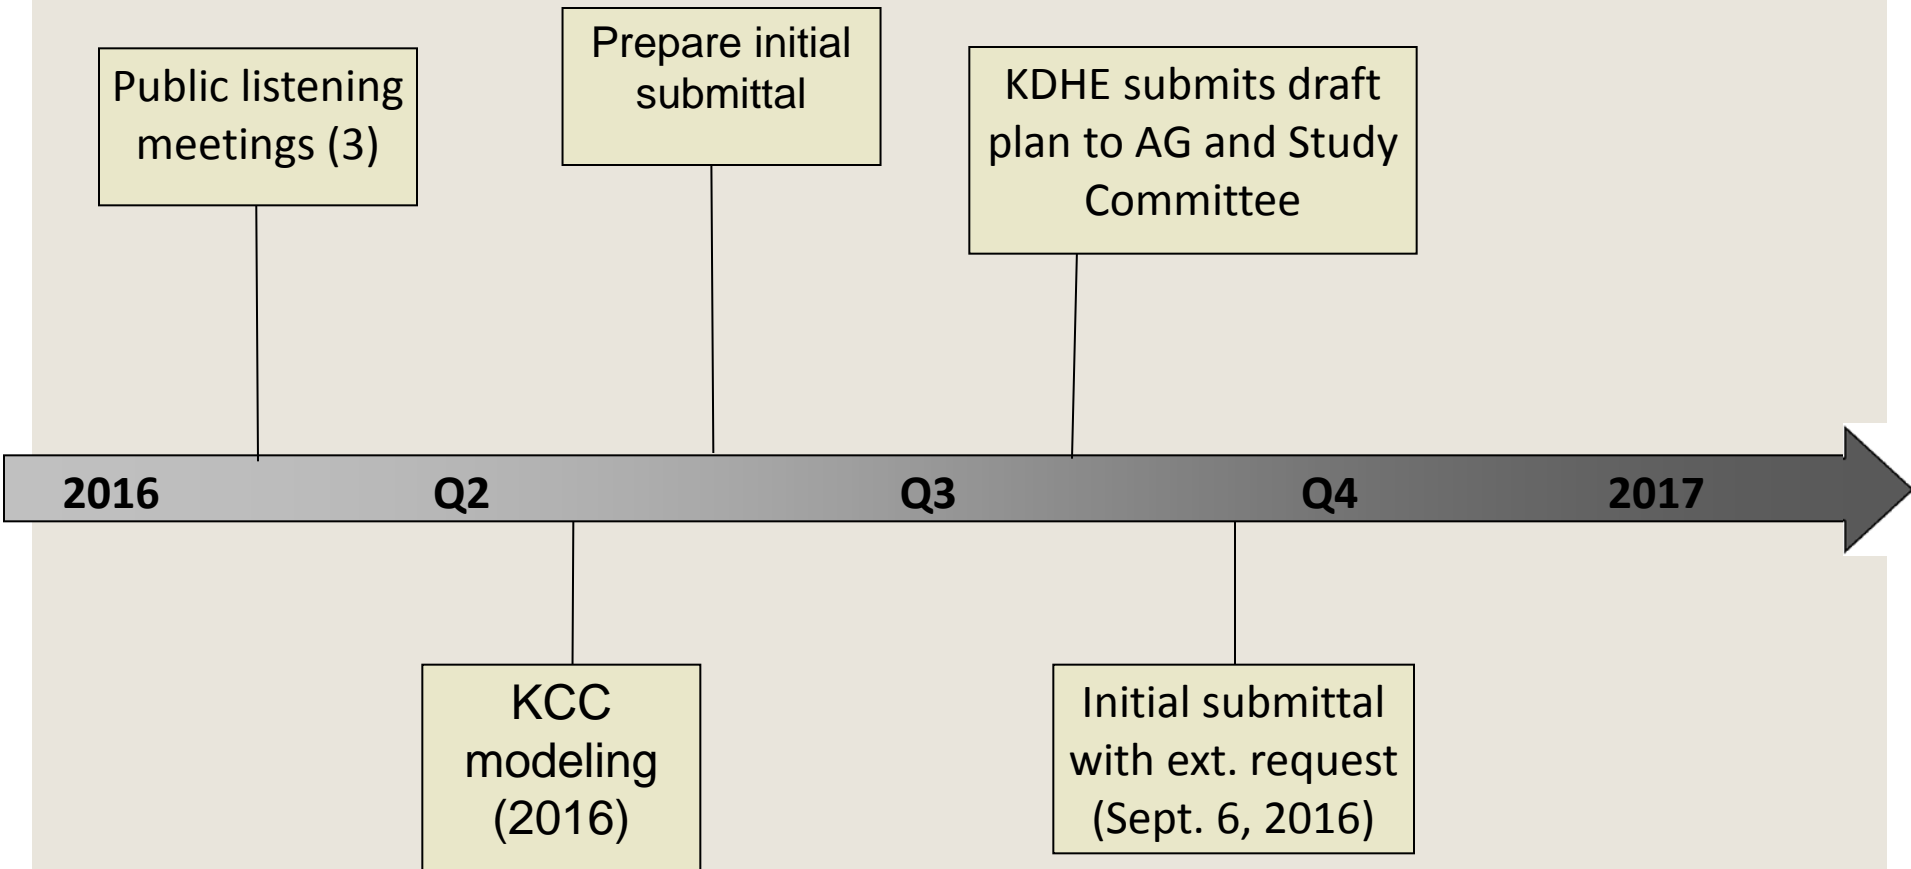 Public listening
meetings (3)
Prepare initial
submittal
KDHE submits draft
plan to AG and Study
Committee
2016
Q2
Q3
Q4
2017
KCC
modeling
(2016)
Initial submittal
with ext. request
(Sept. 6, 2016)